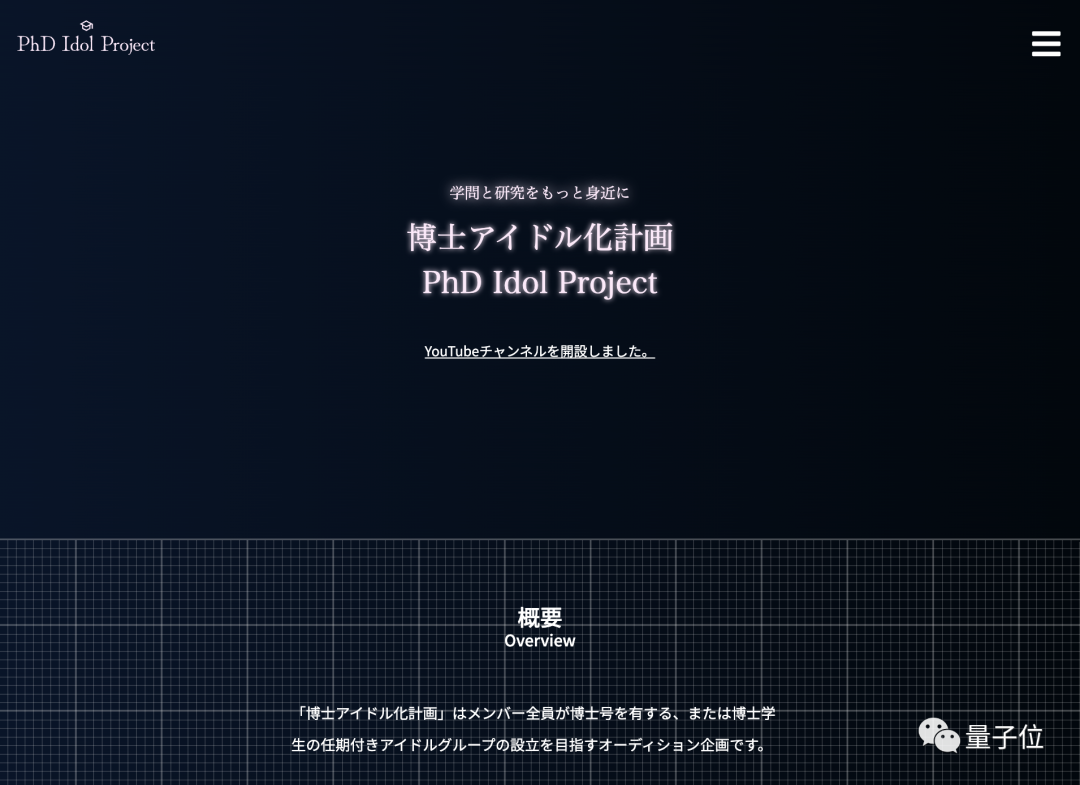 PhD Idol Project
学問と研究をもっと身近に
博士アイドル化計画
PhD Idol Project
YouTubeチャンネルを開設しました。
概要
Overview
「博士アイドル化計画」はメンバー全員が博士号を有する、または博士学
生の任期付きアイドルグループの設立を目指すオーディション企画です。
量子位